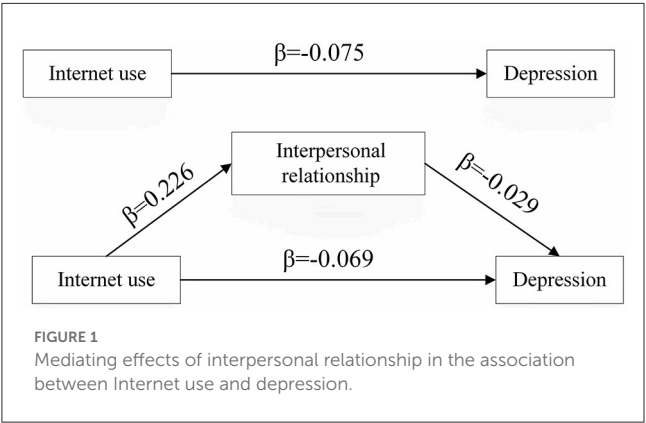 β=-0.075
Internet use
Depression
Interpersonal
relationship
β=0.226
β=-0.029
β=-0.069
Internet use
Depression
FIGURE 1
Mediating effects of interpersonal relationship in the association
between Internet use and depression.